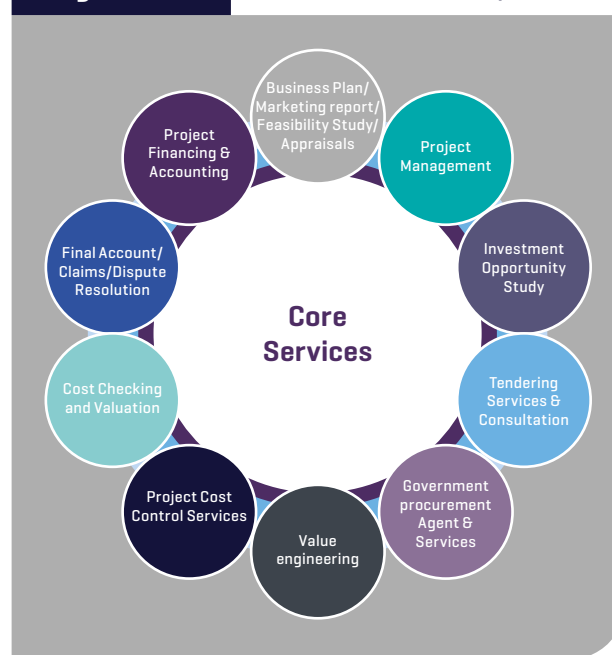 Business Plan/
Marketing report/
Feasibility Study/
Appraisals
Project
Management
Investment
Opportunity
Study
Tendering
Services &
Consultation
Government
procurement
Agent &
Services
Value
engineering
Project Cost
Control Services
Cost Checking
and Valuation
Final Account/
Claims/Dispute
Resolution
Project
Financing &
Accounting
Core
Services